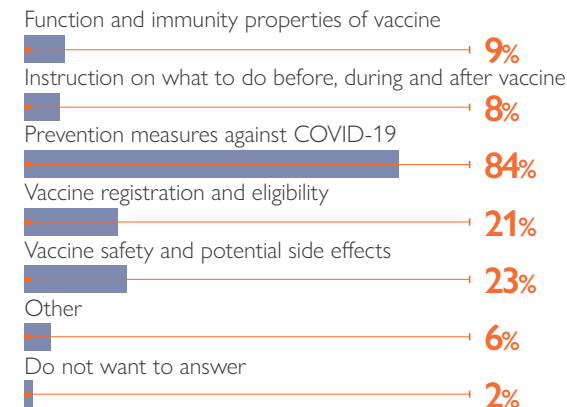 Function and immunity properties of vaccine
9%
Instruction on what to do before, during and after vaccine
8%
Prevention measures against COVID-19
84%
Vaccine registration and eligibility
21%
Vaccine safety and potential side effects
23%
Other
6%
Do not want to answer
2%